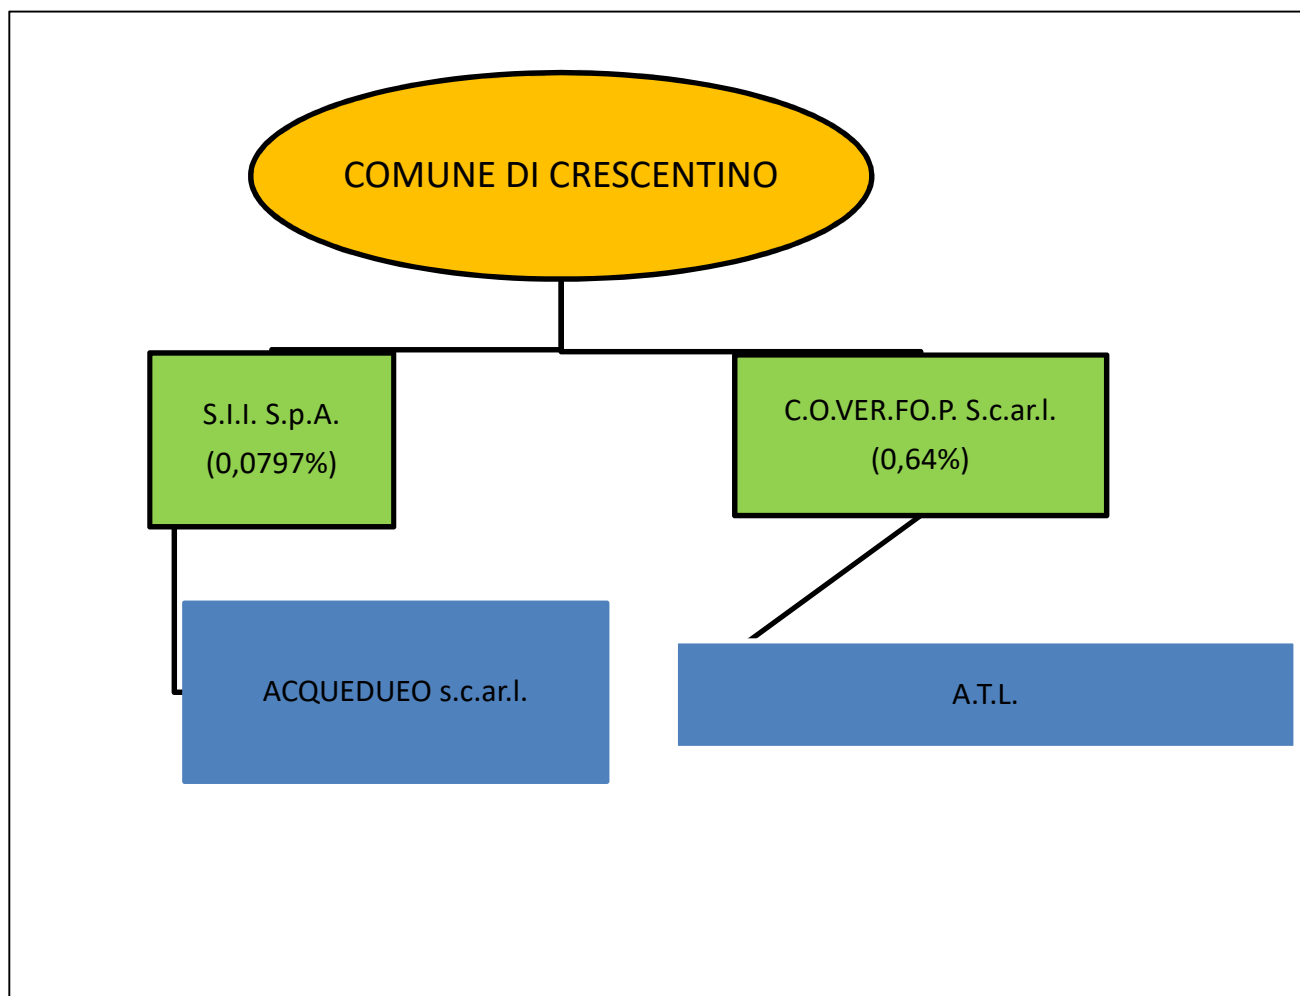 COMUNE DI CRESCENTINO
S.I.I. S.p.A.
(0,0797%)
C.O.VER.FO.P. S.c.ar.l.
(0,64%)
ACQUEDUEO s.c.ar.l.
A.T.L.